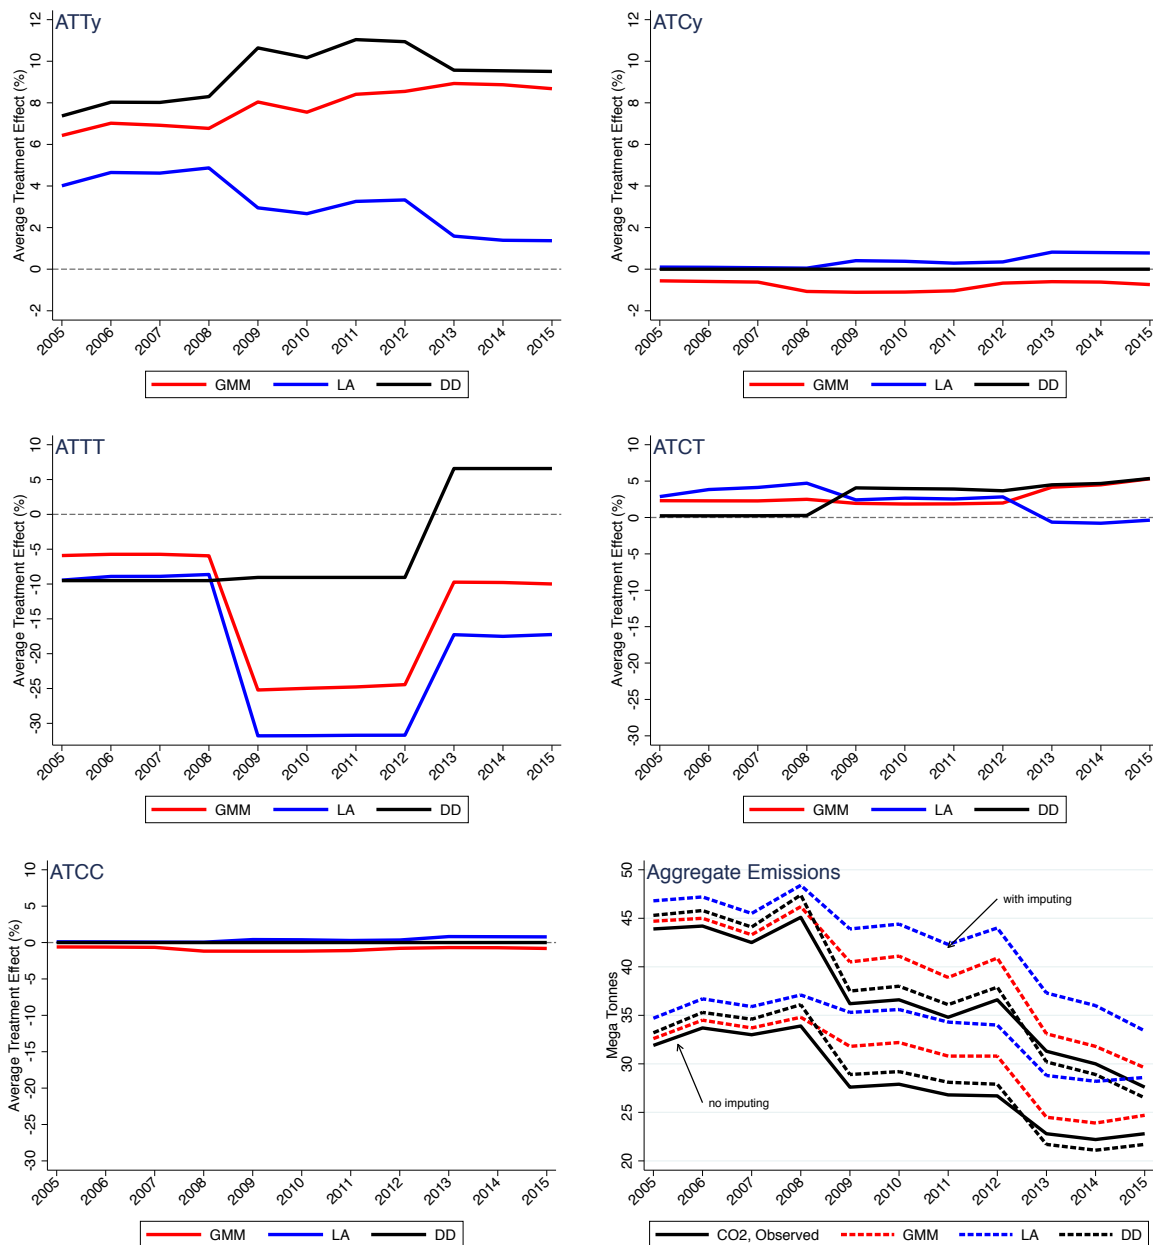 ATTy
Average Treatment Effect (%)
12
10
8
6
4
2
0
-2
2005 2006 2007 2008 2009 2010 2011 2012 2013 2014 2015
GMM LA DD
ATCy
Average Treatment Effect (%)
12
10
8
6
4
2
0
-2
2005 2006 2007 2008 2009 2010 2011 2012 2013 2014 2015
GMM LA DD
ATTT
Average Treatment Effect (%)
10
5
0
-5
-10
-15
-20
-25
-30
2005 2006 2007 2008 2009 2010 2011 2012 2013 2014 2015
GMM LA DD
ATCT
Average Treatment Effect (%)
10
5
0
-5
-10
-15
-20
-25
-30
2005 2006 2007 2008 2009 2010 2011 2012 2013 2014 2015
GMM LA DD
ATCC
Average Treatment Effect (%)
10
5
0
-5
-10
-15
-20
-25
-30
2005 2006 2007 2008 2009 2010 2011 2012 2013 2014 2015
GMM LA DD
Aggregate Emissions
Mega Tonnes
50
45
40
35
30
25
20
with imputing
no imputing
2005 2006 2007 2008 2009 2010 2011 2012 2013 2014 2015
CO2, Observed GMM LA DD